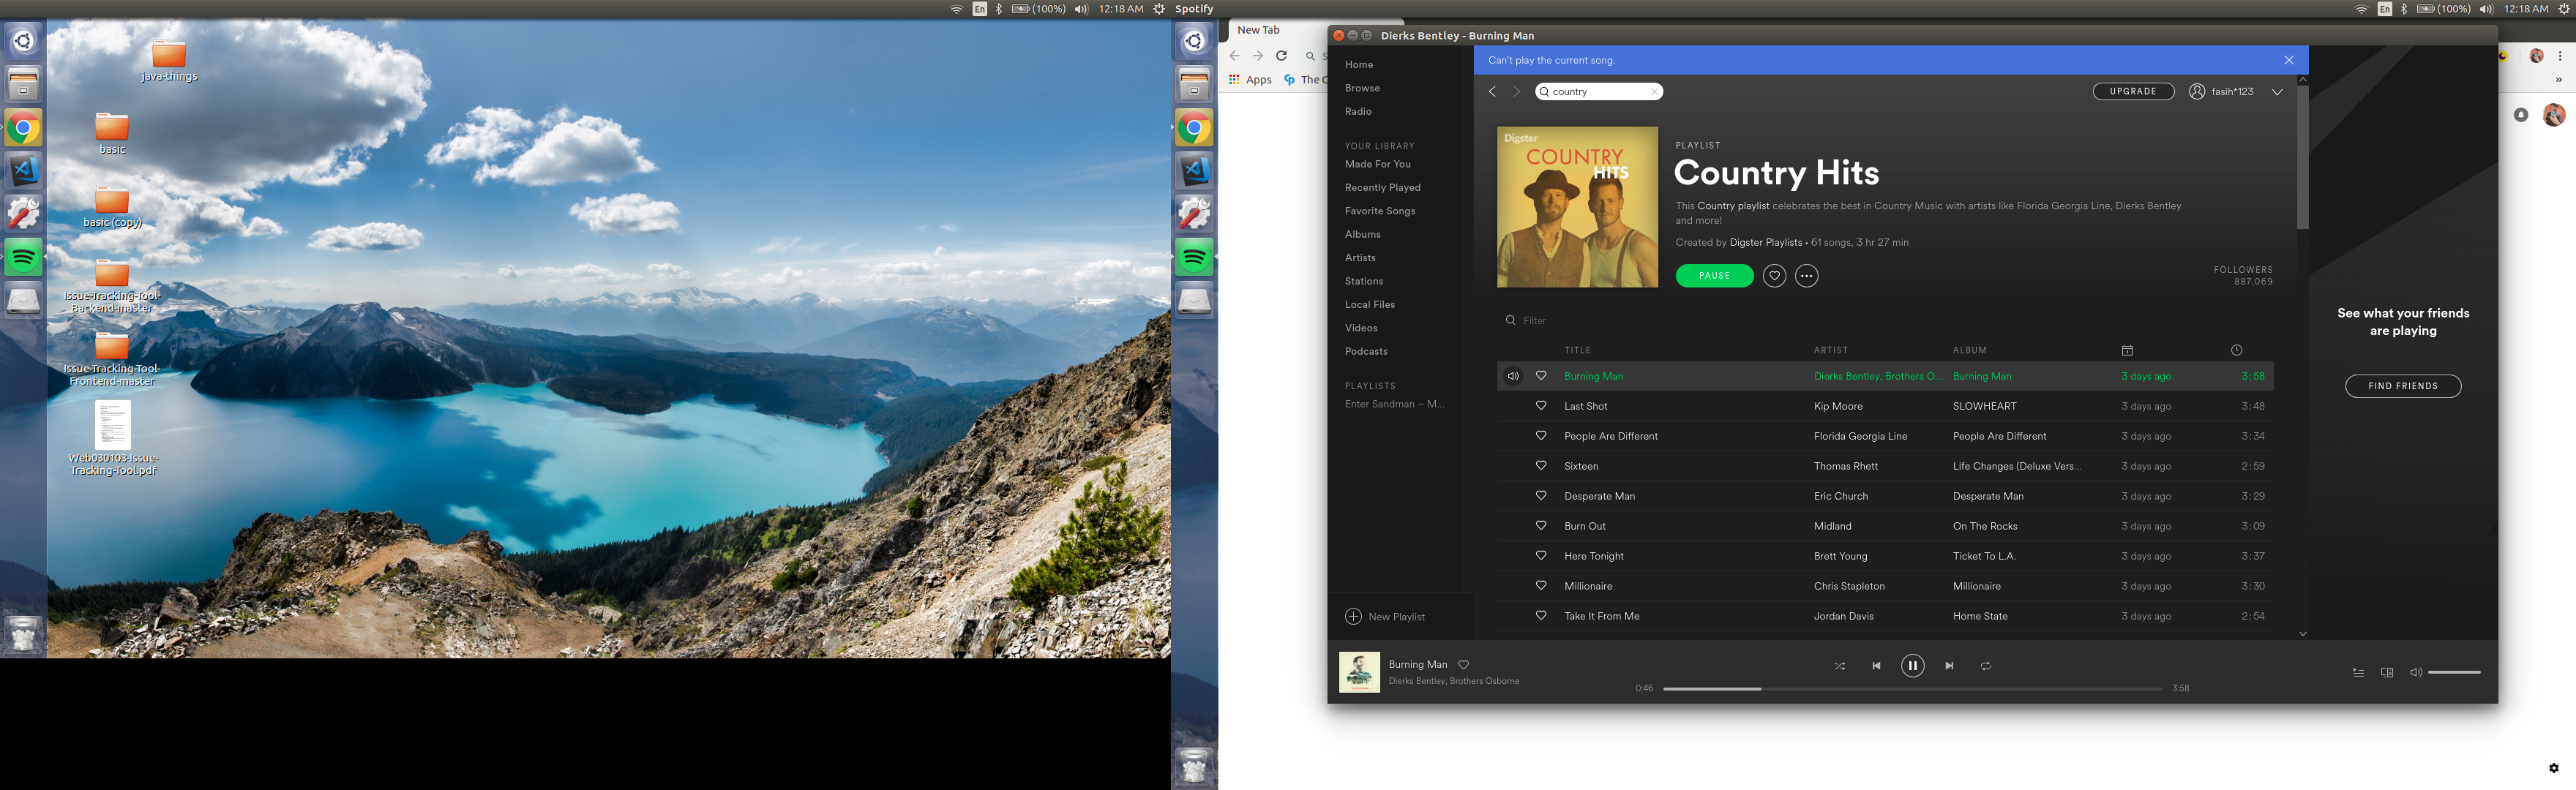 En
(100%)
12:18 AM
Spotify
En
(100%)
12:18 AM
java-things
basic
basic (copy)
Issue-Tracking-Tool-
Backend-master
Issue-Tracking-Tool-
Frontend-master
Web030103-Issue-
Tracking-Tool.pdf
New Tab
Apps
The C
Dierks Bentley - Burning Man
Home
Browse
Radio
YOUR LIBRARY
Made For You
Recently Played
Favorite Songs
Albums
Artists
Stations
Local Files
Videos
Podcasts
PLAYLISTS
Enter Sandman – M...
New Playlist
Can't play the current song.
country
UPGRADE
fasih*123
Digster
COUNTRY
HITS
PLAYLIST
Country Hits
This Country playlist celebrates the best in Country Music with artists like Florida Georgia Line, Dierks Bentley
and more!
Created by Digster Playlists • 61 songs, 3 hr 27 min
PAUSE
FOLLOWERS
887,069
Filter
TITLE ARTIST ALBUM
Burning Man Dierks Bentley, Brothers O... Burning Man 3 days ago 3:58
Last Shot Kip Moore SLOWHEART 3 days ago 3:48
People Are Different Florida Georgia Line People Are Different 3 days ago 3:34
Sixteen Thomas Rhett Life Changes (Deluxe Vers... 3 days ago 2:59
Desperate Man Eric Church Desperate Man 3 days ago 3:29
Burn Out Midland On The Rocks 3 days ago 3:09
Here Tonight Brett Young Ticket To L.A. 3 days ago 3:37
Millionaire Chris Stapleton Millionaire 3 days ago 3:30
Take It From Me Jordan Davis Home State 3 days ago 2:54
See what your friends
are playing
FIND FRIENDS
Burning Man
Dierks Bentley, Brothers Osborne
0:46
3:58